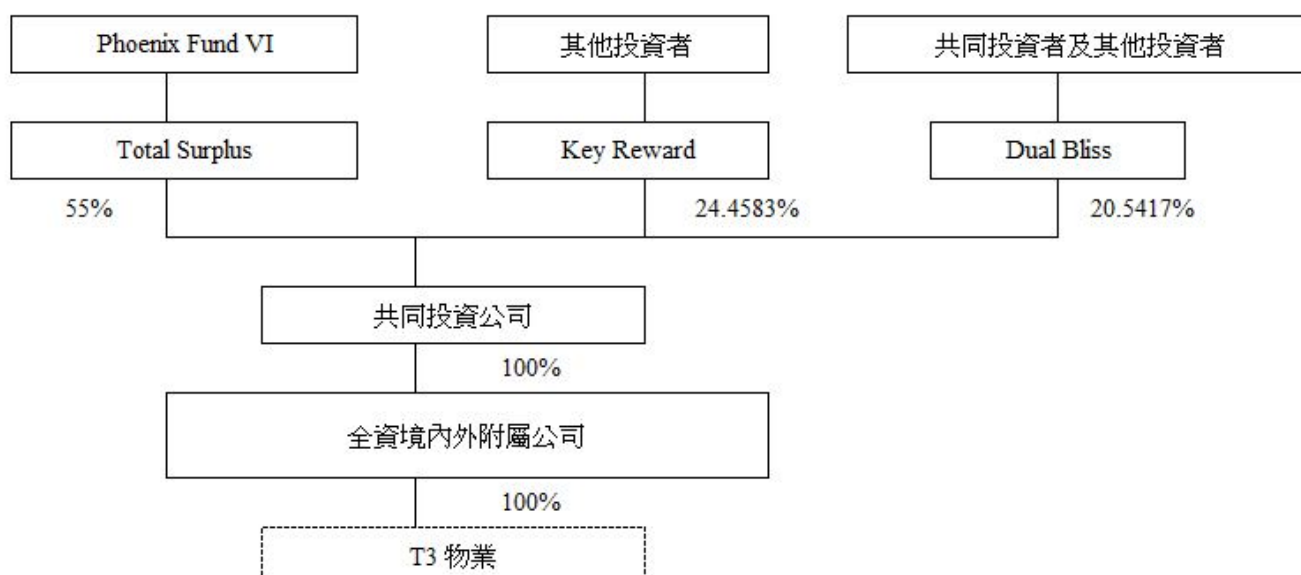 Phoenix Fund VI
其他投資者
共同投資者及其他投資者
Total Surplus
Key Reward
Dual Bliss
55%
24.4583%
20.5417%
共同投資公司
100%
全資境內外附屬公司
100%
T3 物業